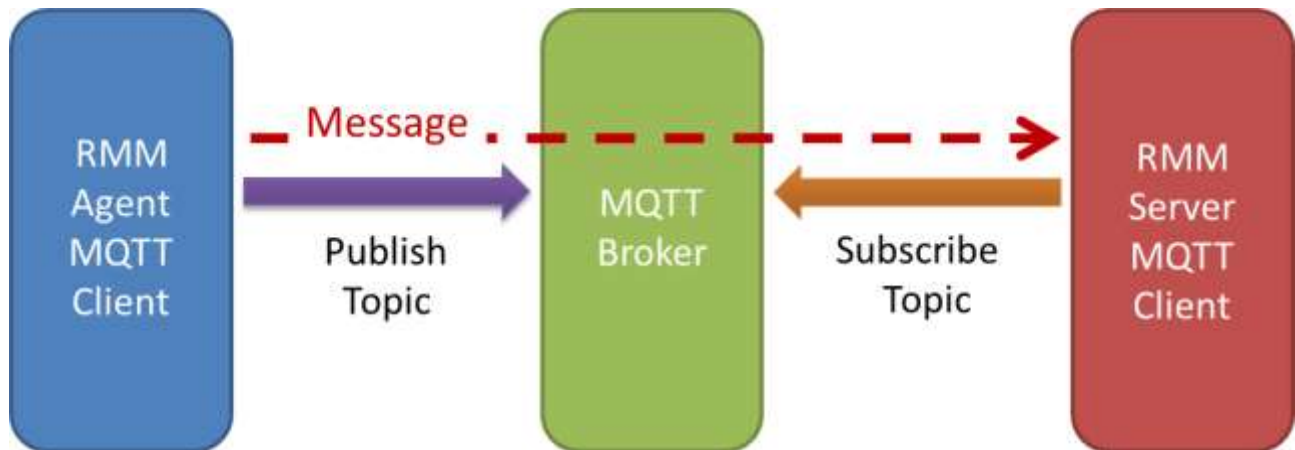 RMM
Agent
MQTT
Client
Message
Publish
Topic
MQTT
Broker
Subscribe
Topic
RMM
Server
MQTT
Client